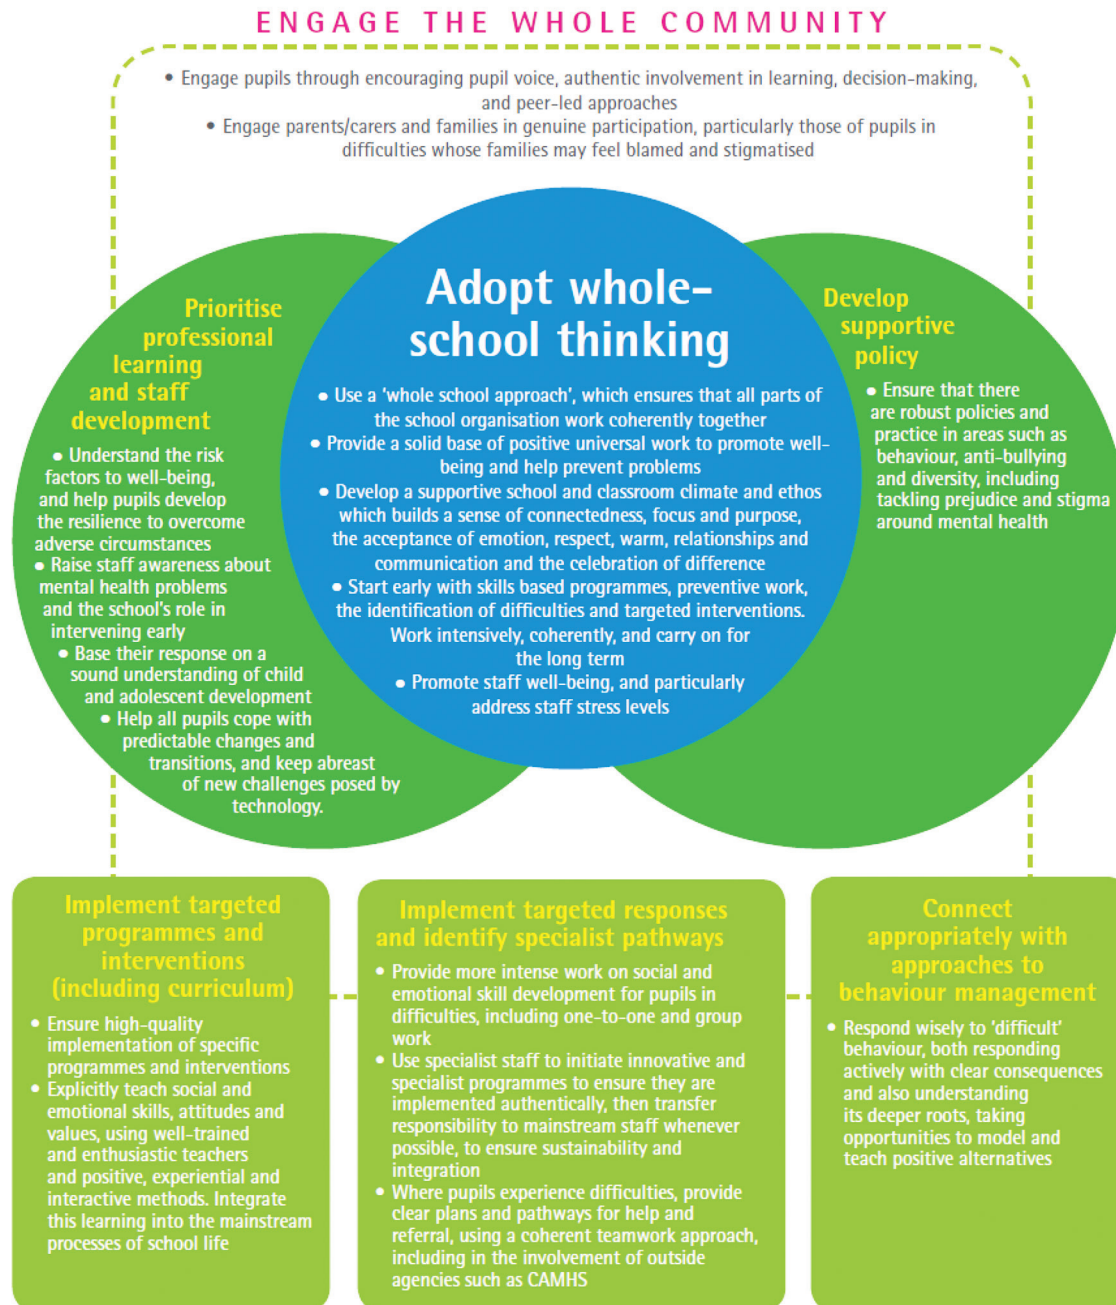 ENGAGE THE WHOLE COMMUNITY
• Engage pupils through encouraging pupil voice, authentic involvement in learning, decision-making,
and peer-led approaches
• Engage parents/carers and families in genuine participation, particularly those of pupils in
difficulties whose families may feel blamed and stigmatised
Prioritise
professional
learning
and staff
development
• Understand the risk
factors to well-being,
and help pupils develop
the resilience to overcome
adverse circumstances
• Raise staff awareness about
mental health problems
and the school's role in
intervening early
• Base their response on a
sound understanding of child
and adolescent development
• Help all pupils cope with
predictable changes and
transitions, and keep abreast
of new challenges posed by
technology.
Adopt whole-
school thinking
• Use a 'whole school approach', which ensures that all parts of
the school organisation work coherently together
• Provide a solid base of positive universal work to promote well-
being and help prevent problems
• Develop a supportive school and classroom climate and ethos
which builds a sense of connectedness, focus and purpose,
the acceptance of emotion, respect, warm, relationships and
communication and the celebration of difference
• Start early with skills based programmes, preventive work,
the identification of difficulties and targeted interventions.
Work intensively, coherently, and carry on for
the long term
• Promote staff well-being, and particularly
address staff stress levels
Develop
supportive
policy
• Ensure that there
are robust policies and
practice in areas such as
behaviour, anti-bullying
and diversity, including
tackling prejudice and stigma
around mental health
Implement targeted
programmes and
interventions
(including curriculum)
• Ensure high-quality
implementation of specific
programmes and interventions
• Explicitly teach social and
emotional skills, attitudes and
values, using well-trained
and enthusiastic teachers
and positive, experiential and
interactive methods. Integrate
this learning into the mainstream
processes of school life
Implement targeted responses
and identify specialist pathways
• Provide more intense work on social and
emotional skill development for pupils in
difficulties, including one-to-one and group
work
• Use specialist staff to initiate innovative and
specialist programmes to ensure they are
implemented authentically, then transfer
responsibility to mainstream staff whenever
possible, to ensure sustainability and
integration
• Where pupils experience difficulties, provide
clear plans and pathways for help and
referral, using a coherent teamwork approach,
including in the involvement of outside
agencies such as CAMHS
Connect
appropriately with
approaches to
behaviour management
• Respond wisely to 'difficult'
behaviour, both responding
actively with clear consequences
and also understanding
its deeper roots, taking
opportunities to model and
teach positive alternatives